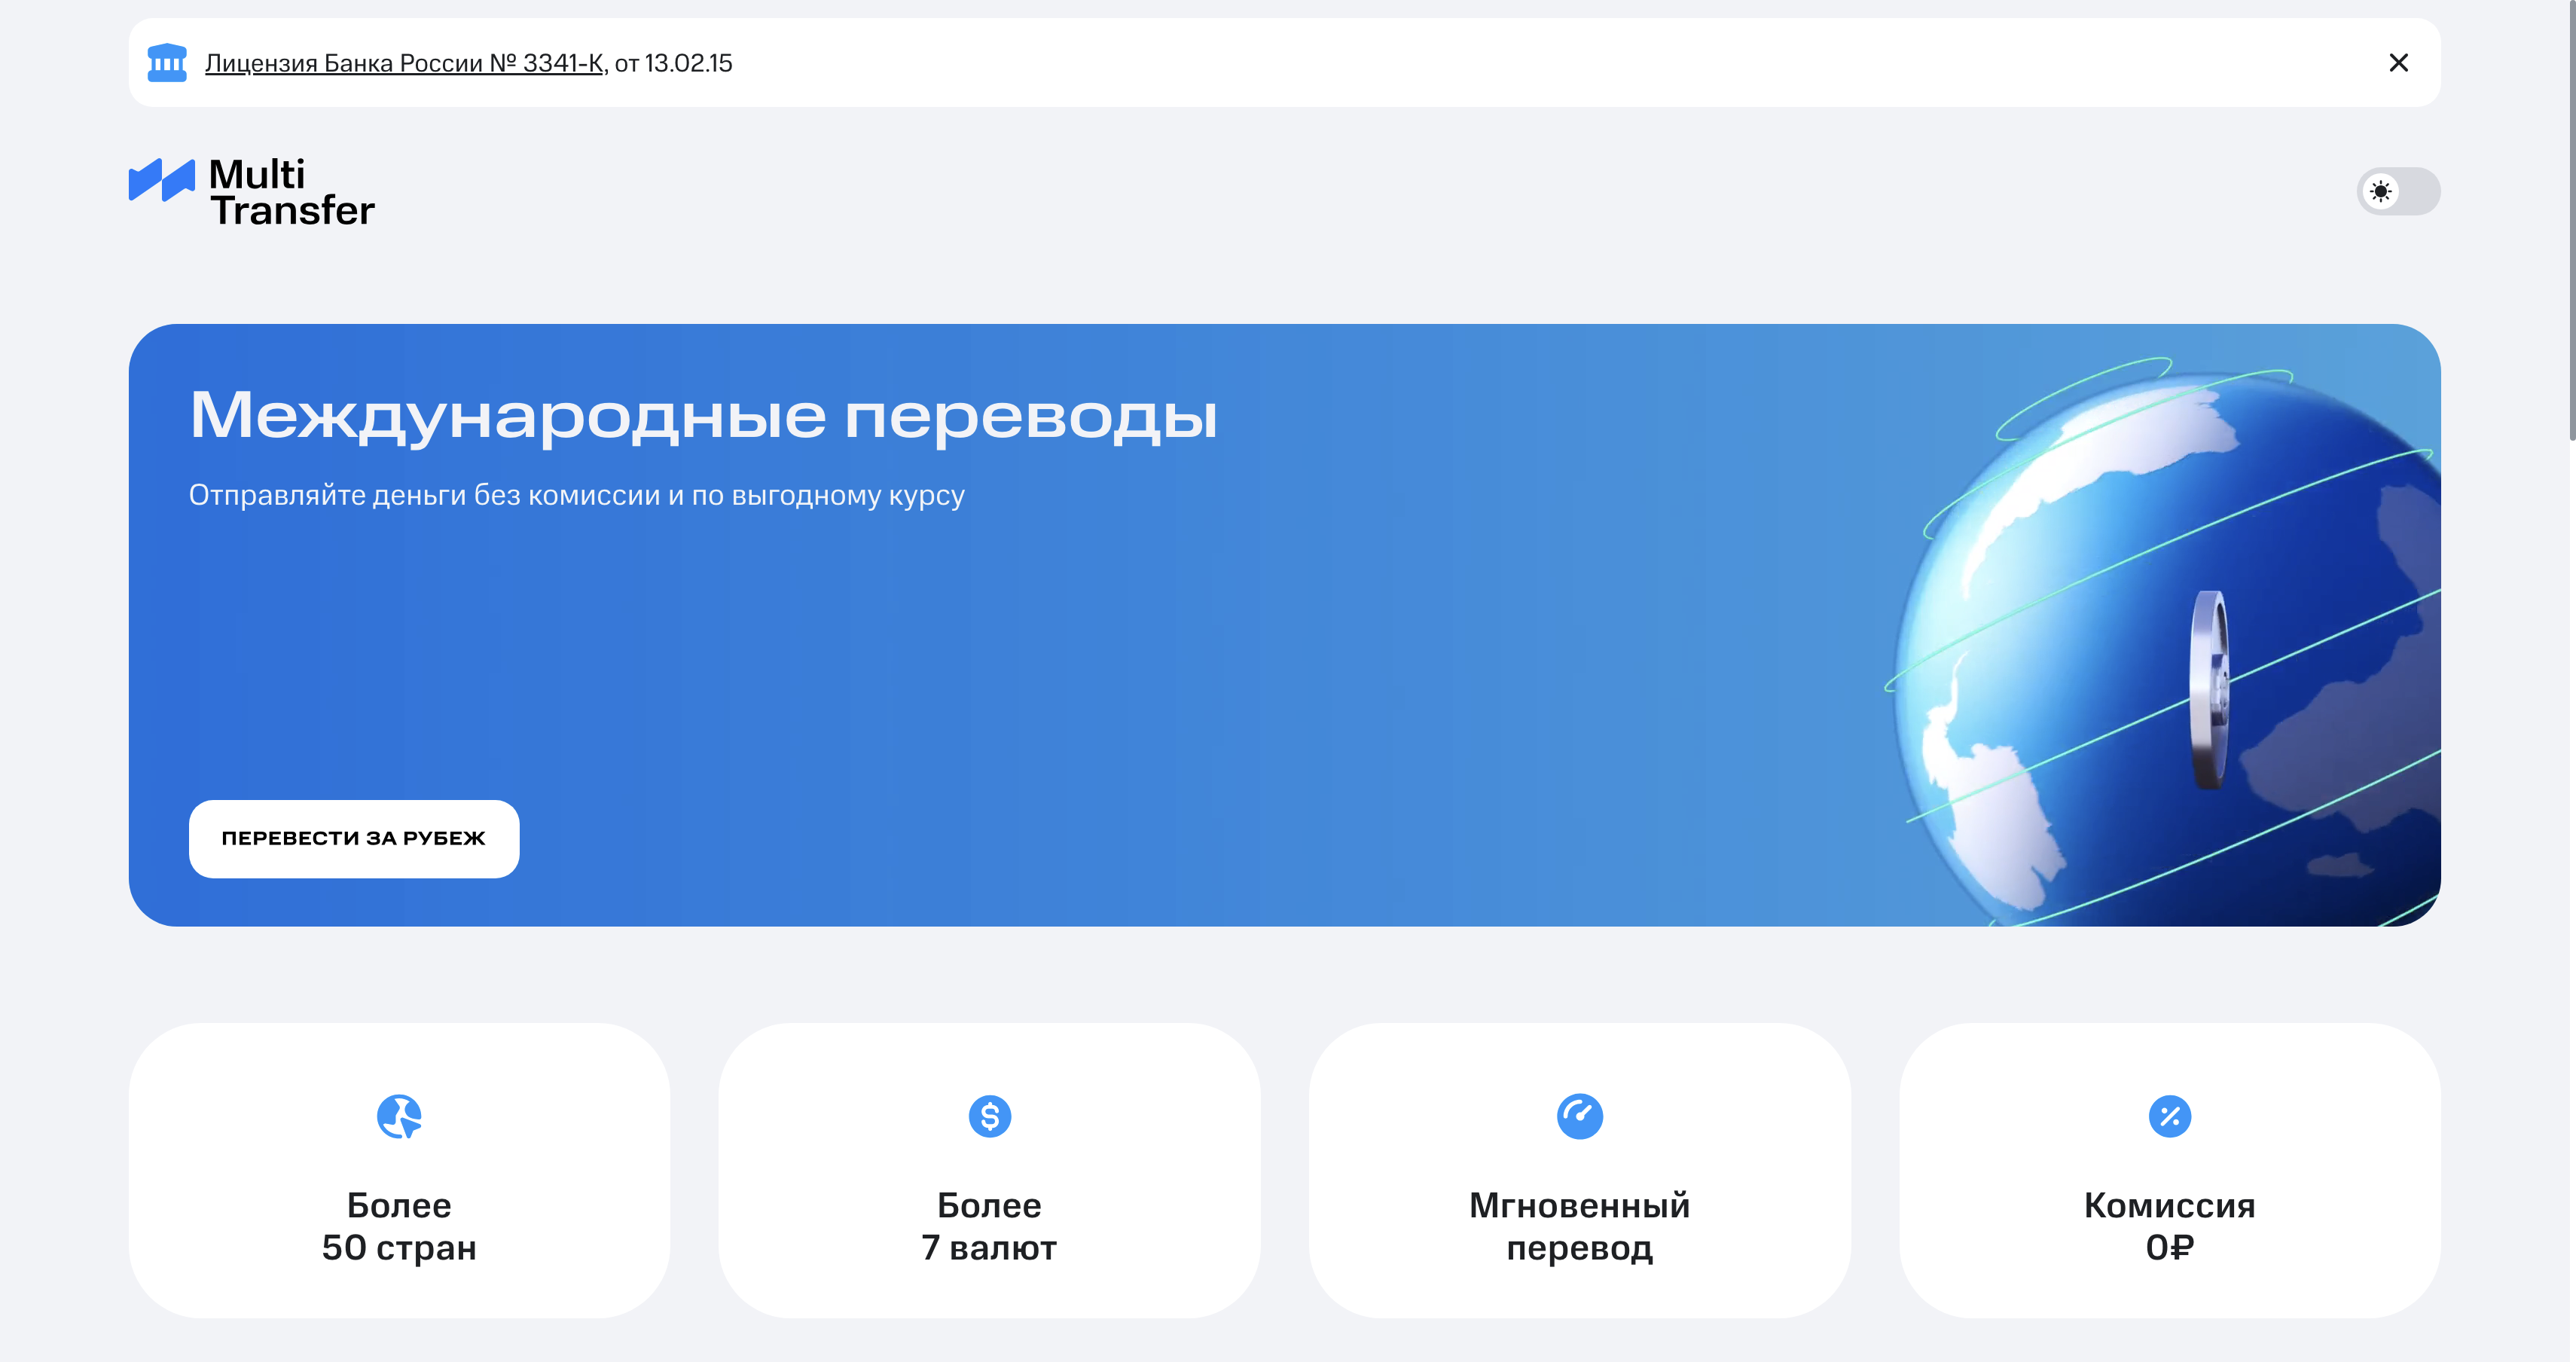 Лицензия Банка России № 3341-К, от 13.02.15
Multi
Transfer
Международные переводы
Отправляйте деньги без комиссии и по выгодному курсу
ПЕРЕВЕСТИ ЗА РУБЕЖ
Более
50 стран
Более
7 валют
Мгновенный
перевод
Комиссия
0₽